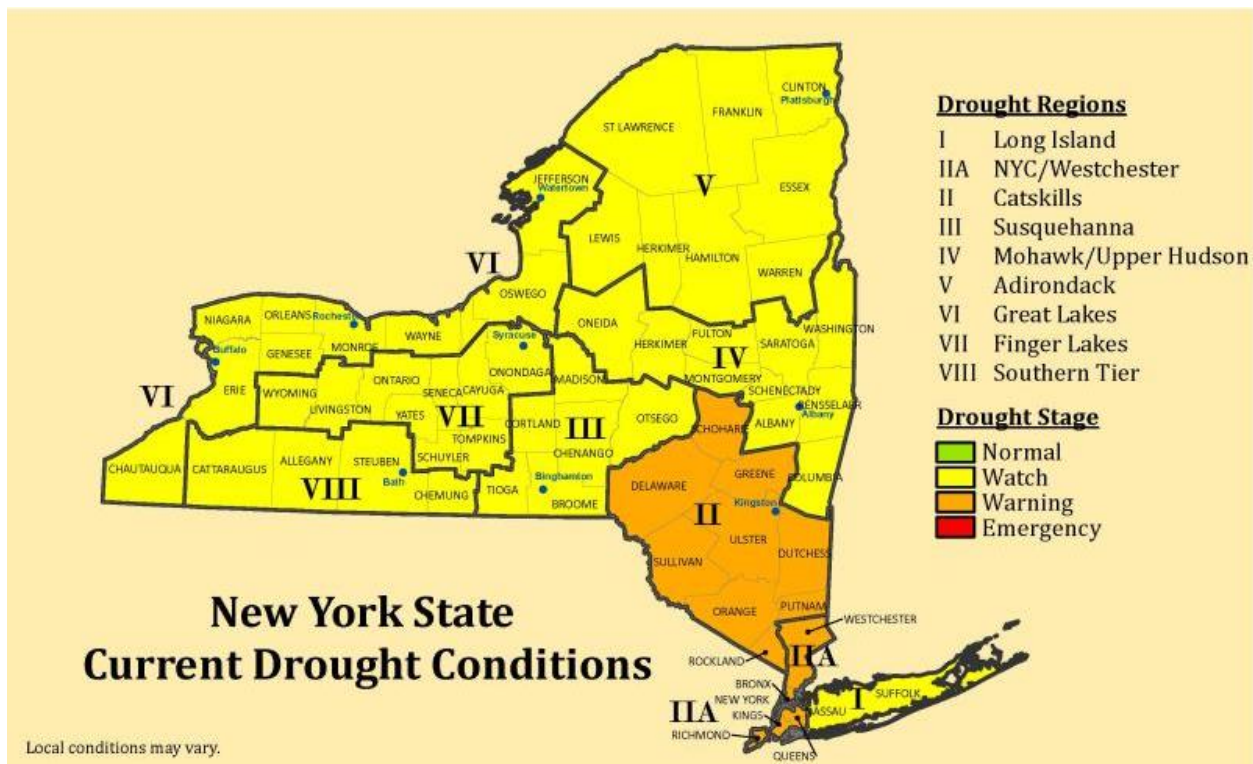 CLINTON
Plattsburgh
FRANKLIN
ST LAWRENCE
JEFFERSON
Watertown
V
ESSEX
LEWIS
HERKIMER
HAMILTON
WARREN
VI
OSWEGO
NIAGARA
ORLEANS
Rochest
WAYNE
ONEIDA
FULTON
WASHINGTON
Buffalo
GENESEE
MONROE
Syracuse
HERKIMER
IV
SARATOGA
ONONDAGA
MADISON
MONTGOMERY
SCHENECTADY
VI
ERIE
WYOMING
ONTARIO
SENECA
CAYUGA
RENSSELAER
Albany
LIVINGSTON
YATES
VII
CORTLAND
III
OTSEGO
SCHOHARIE
ALBANY
TOMPKINS
CHENANGO
CHAUTAUQUA
CATTARAUGUS
ALLEGANY
STEUBEN
SCHUYLER
GREENE
COLUMBIA
VIII
Bath
CHEMUNG
TIOGA
Binghamton
BROOME
DELAWARE
II
Kingston
ULSTER
DUTCHESS
SULLIVAN
ORANGE
PUTNAM
WESTCHESTER
ROCKLAND
II A
BRONX
NEW YORK
IIA
KINGS
RICHMOND
QUEENS
NASSAU
I
SUFFOLK
Drought Regions
I Long Island
IIA NYC/Westchester
II Catskills
III Susquehanna
IV Mohawk/Upper Hudson
V Adirondack
VI Great Lakes
VII Finger Lakes
VIII Southern Tier
Drought Stage
Normal
Watch
Warning
Emergency
New York State
Current Drought Conditions
Local conditions may vary.